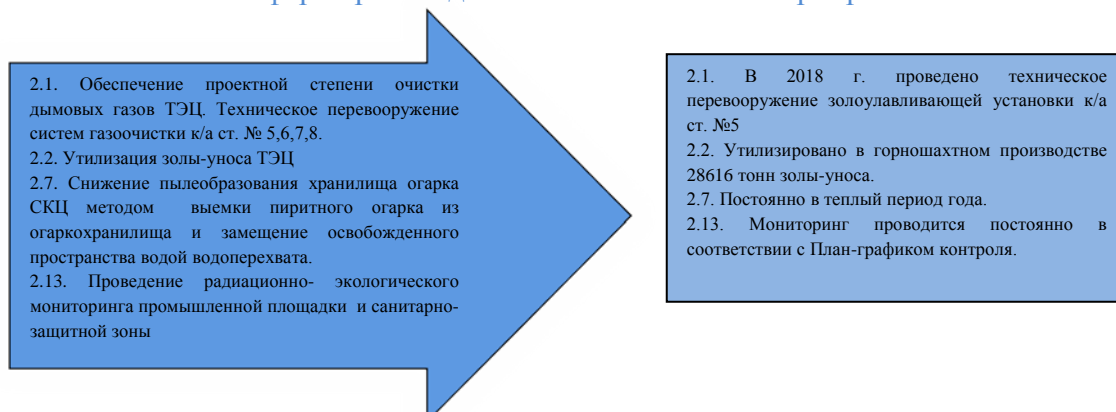 2.1. Обеспечение проектной степени очистки
дымовых газов ТЭЦ. Техническое перевооружение
систем газоочистки к/а ст. № 5,6,7,8.
2.2. Утилизация золы-уноса ТЭЦ
2.7. Снижение пылеобразования хранилища огарка
СКЦ методом выемки пиритного огарка из
огаркохранилища и замещение освобожденного
пространства водой водоперехвата.
2.13. Проведение радиационно- экологического
мониторинга промышленной площадки и санитарно-
защитной зоны
2.1. В 2018 г. проведено техническое
перевооружение золоулавливающей установки к/а
ст. №5
2.2. Утилизировано в горношахтном производстве
28616 тонн золы-уноса.
2.7. Постоянно в теплый период года.
2.13. Мониторинг проводится постоянно в
соответствии с План-графиком контроля.